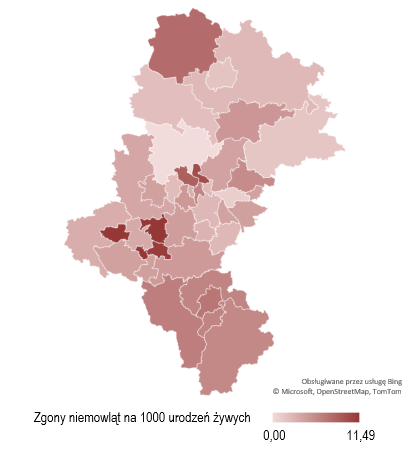 Obsługiwane przez usługę Bing
© Microsoft, OpenStreetMap, TomTom
Zgony niemowląt na 1000 urodzeń żywych
0,00 11,49